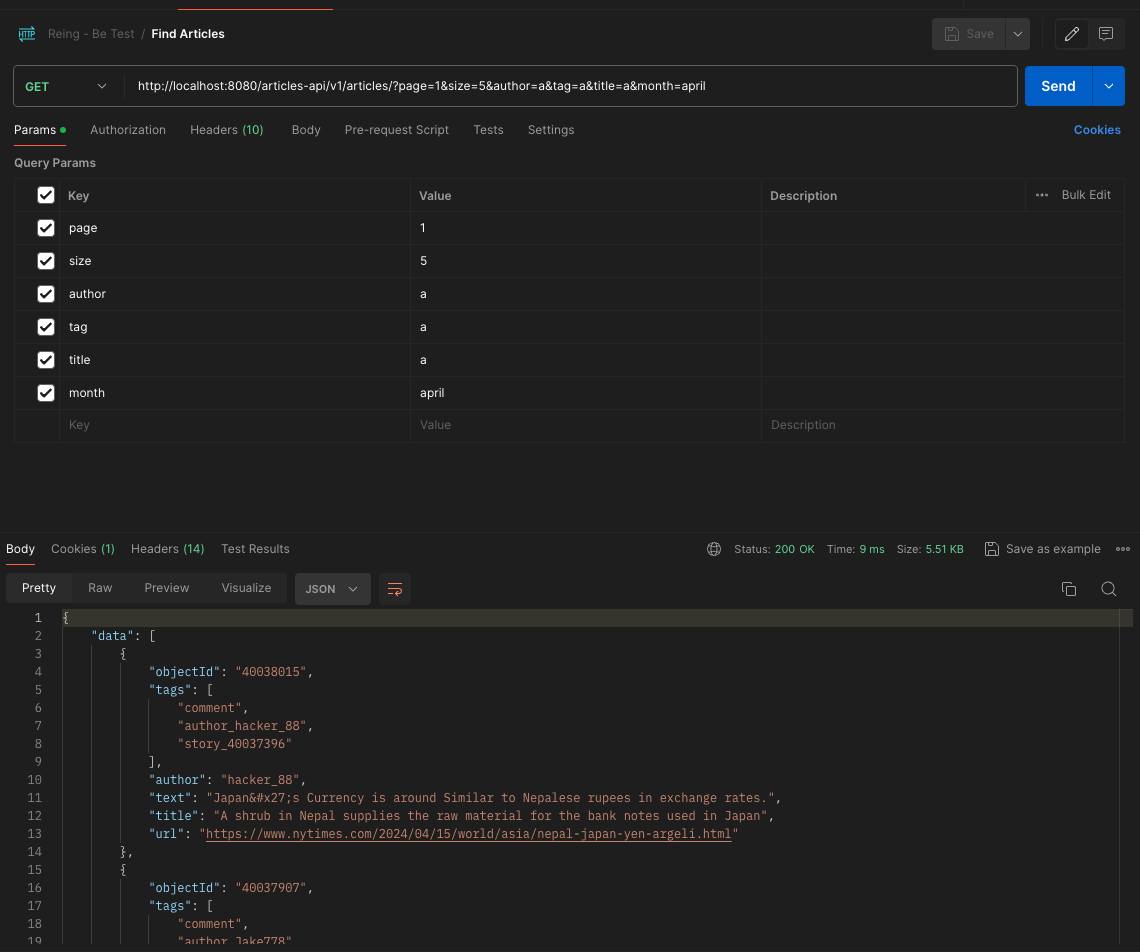 HTTP Reing - Be Test / Find Articles Save
GET http://localhost:8080/articles-api/v1/articles/?page=1&size=5&author=a&tag=a&title=a&month=april Send
Params Authorization Headers (10) Body Pre-request Script Tests Settings Cookies
Query Params
Key Value Description ··· Bulk Edit
page 1
size 5
author a
tag a
title a
month april
Key Value Description
Body Cookies (1) Headers (14) Test Results Status: 200 OK Time: 9 ms Size: 5.51 KB Save as example
Pretty Raw Preview Visualize JSON
1 {
2 "data": [
3 {
4 "objectId": "40038015",
5 "tags": [
6 "comment",
7 "author_hacker_88",
8 "story_40037396"
9 ],
10 "author": "hacker_88",
11 "text": "Japan&#x27;s Currency is around Similar to Nepalese rupees in exchange rates.",
12 "title": "A shrub in Nepal supplies the raw material for the bank notes used in Japan",
13 "url": "https://www.nytimes.com/2024/04/15/world/asia/nepal-japan-yen-argeli.html"
14 },
15 {
16 "objectId": "40037907",
17 "tags": [
18 "comment",
19 "author_Jake778"